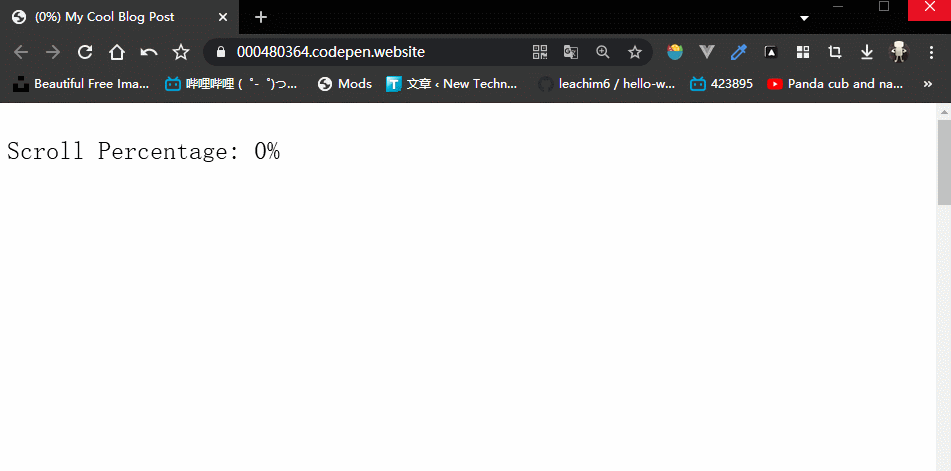 (0%) My Cool Blog Post
000480364.codepen.website
Beautiful Free Ima... 哔哩哔哩 (゜-゜)つ... Mods 文章 ‹ New Techn... leachim6 / hello-w... 423895 Panda cub and na... »
Scroll Percentage: 0%